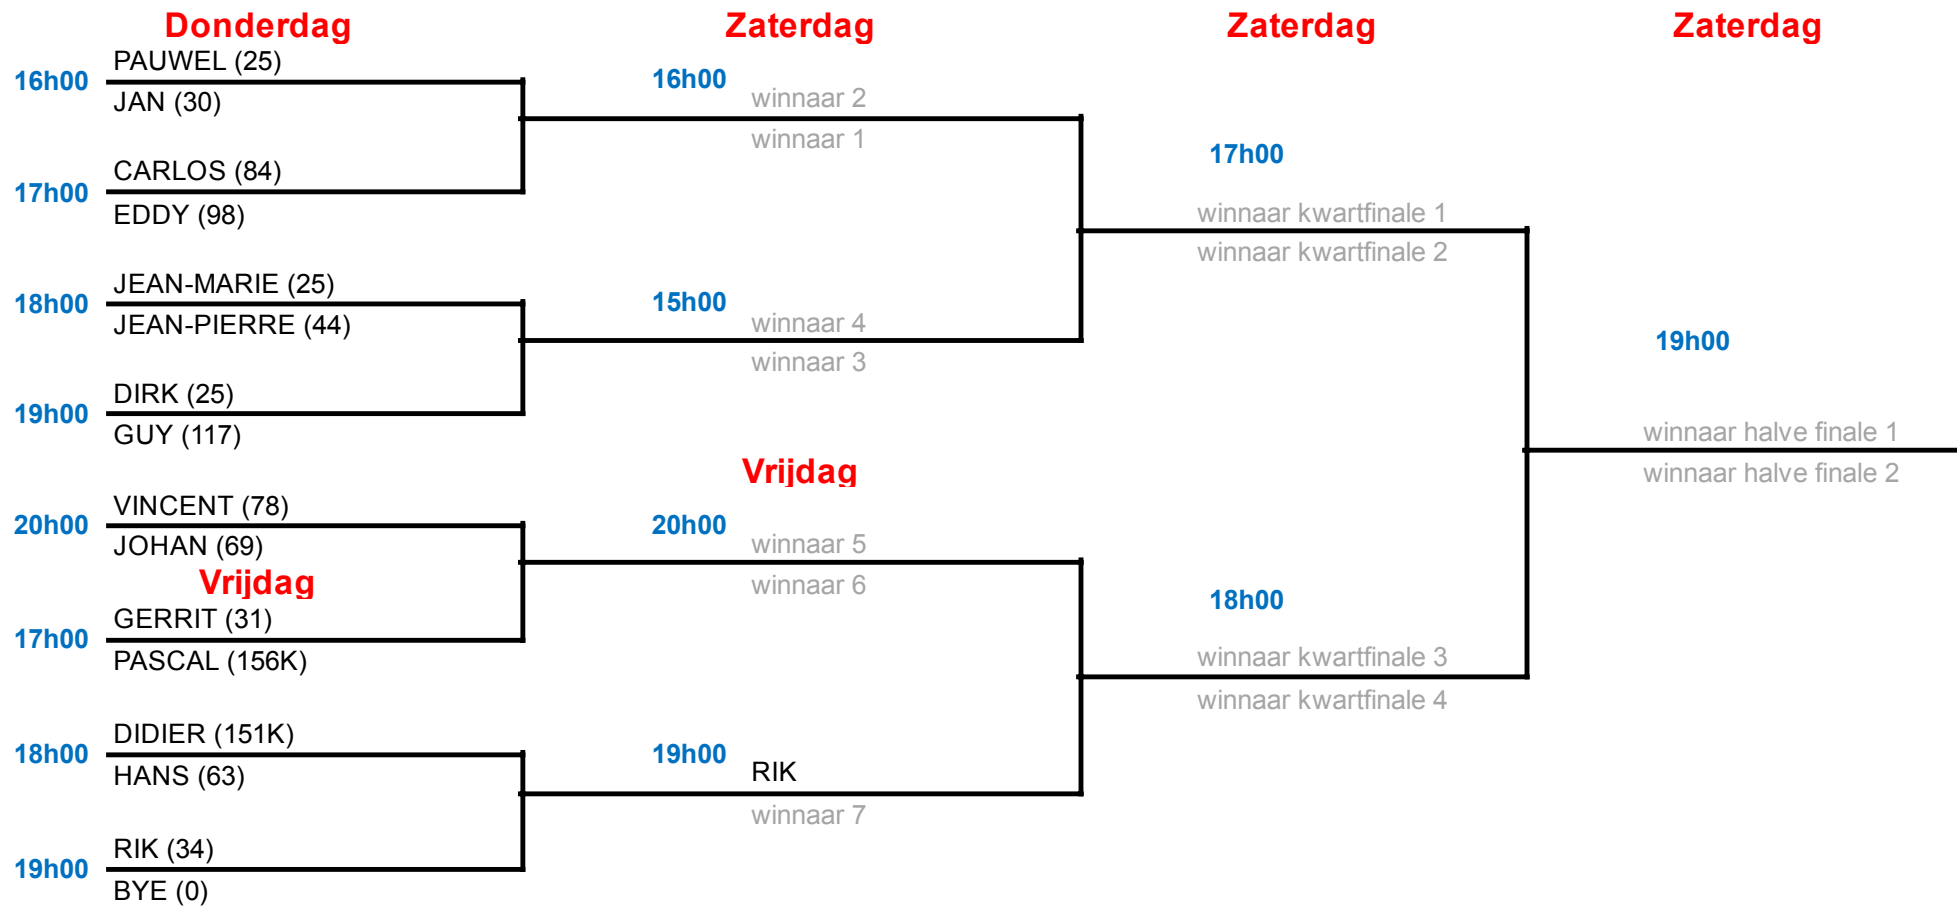 Donderdag
Zaterdag
Zaterdag
Zaterdag
16h00
PAUWEL (25)
JAN (30)
17h00
CARLOS (84)
EDDY (98)
18h00
JEAN-MARIE (25)
JEAN-PIERRE (44)
19h00
DIRK (25)
GUY (117)
20h00
VINCENT (78)
JOHAN (69)
Vrijdag
17h00
GERRIT (31)
PASCAL (156K)
18h00
DIDIER (151K)
HANS (63)
19h00
RIK (34)
BYE (0)
16h00
winnaar 2
winnaar 1
15h00
winnaar 4
winnaar 3
Vrijdag
20h00
winnaar 5
winnaar 6
19h00
RIK
winnaar 7
17h00
winnaar kwartfinale 1
winnaar kwartfinale 2
18h00
winnaar kwartfinale 3
winnaar kwartfinale 4
19h00
winnaar halve finale 1
winnaar halve finale 2